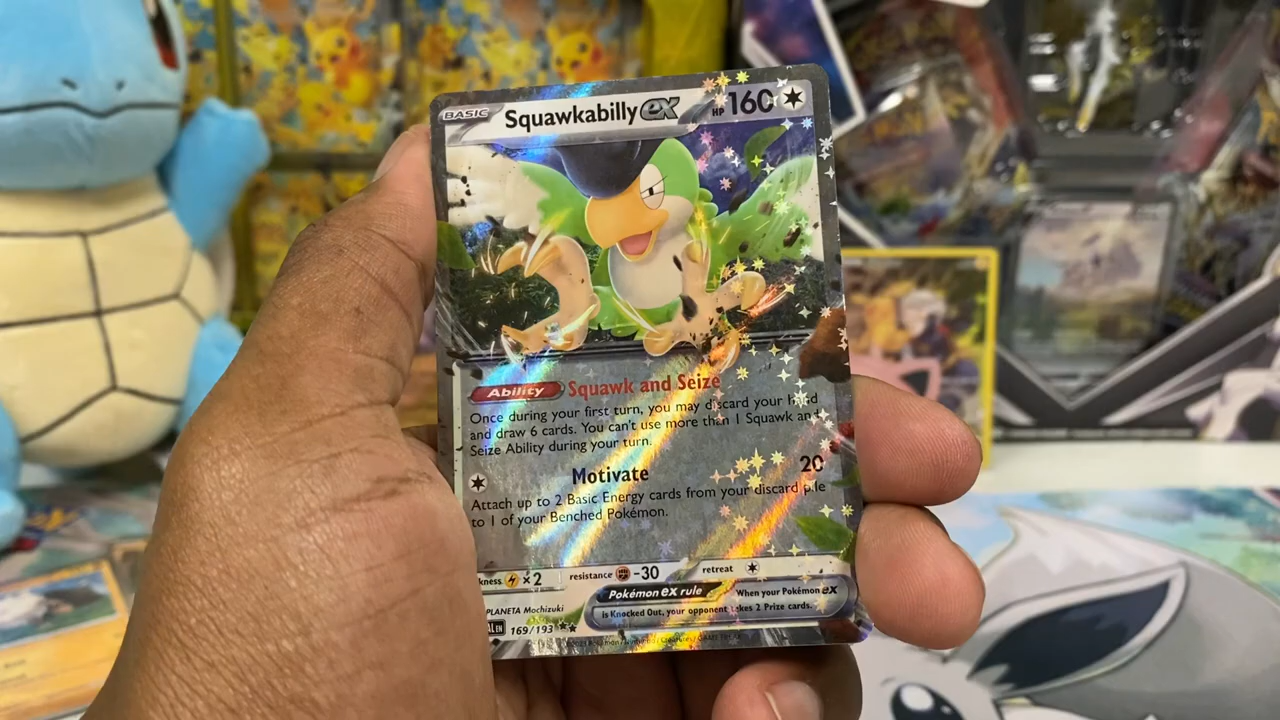 BASIC Squawkabilly ex HP 160
Ability Squawk and Seize
Once during your first turn, you may discard your hand
and draw 6 cards. You can't use more than 1 Squawk and
Seize Ability during your turn.
Motivate 20
Attach up to 2 Basic Energy cards from your discard pile
to 1 of your Benched Pokémon.
kness ×2 resistance -30 retreat
Pokémon ex rule When your Pokémon ex
is Knocked Out, your opponent takes 2 Prize cards.
PLANETA Mochizuki
AL EN 169/193 ★★